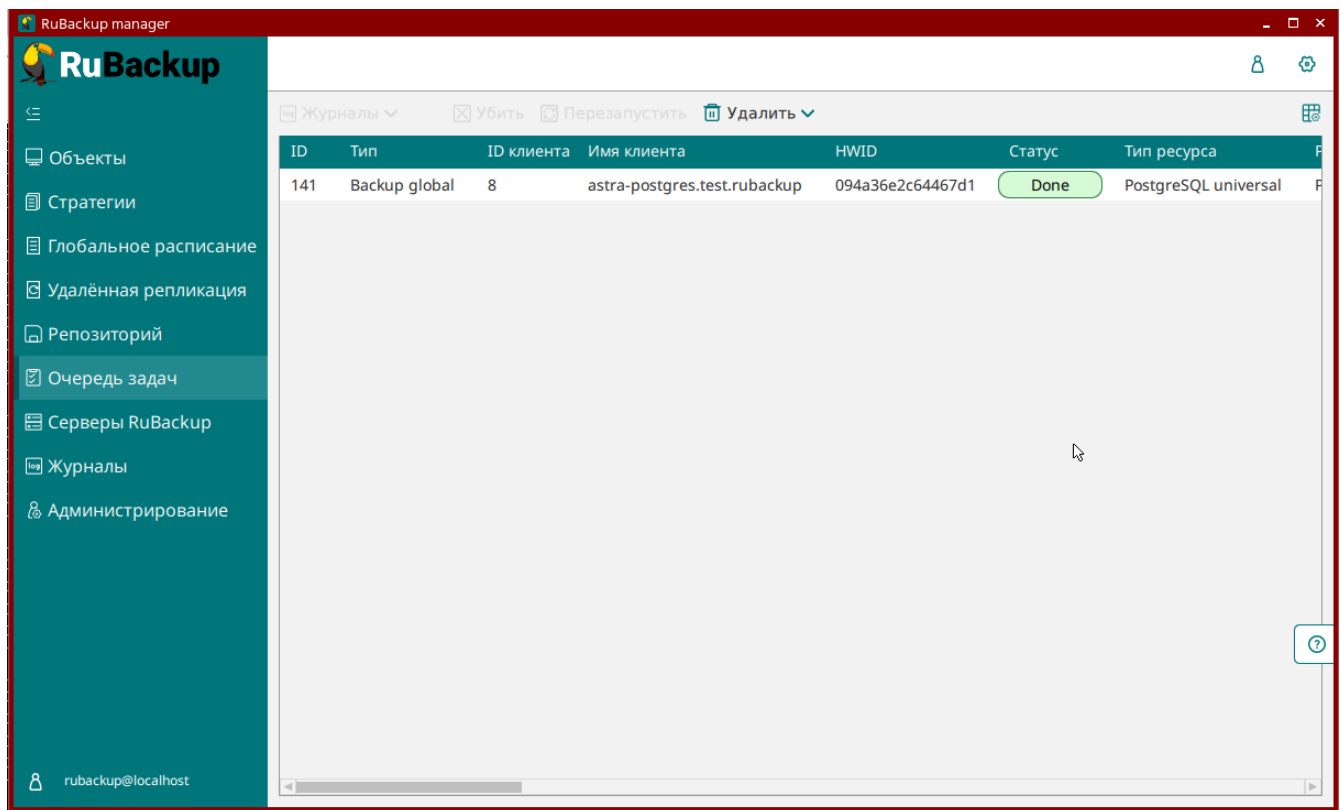 RuBackup manager
RuBackup
Журналы Убить Перезапустить Удалить
ID Тип ID клиента Имя клиента HWID Статус Тип ресурса
141 Backup global 8 astra-postgres.test.rubackup 094a36e2c64467d1 Done PostgreSQL universal
Объекты
Стратегии
Глобальное расписание
Удалённая репликация
Репозиторий
Очередь задач
Серверы RuBackup
Журналы
Администрирование
rubackup@localhost